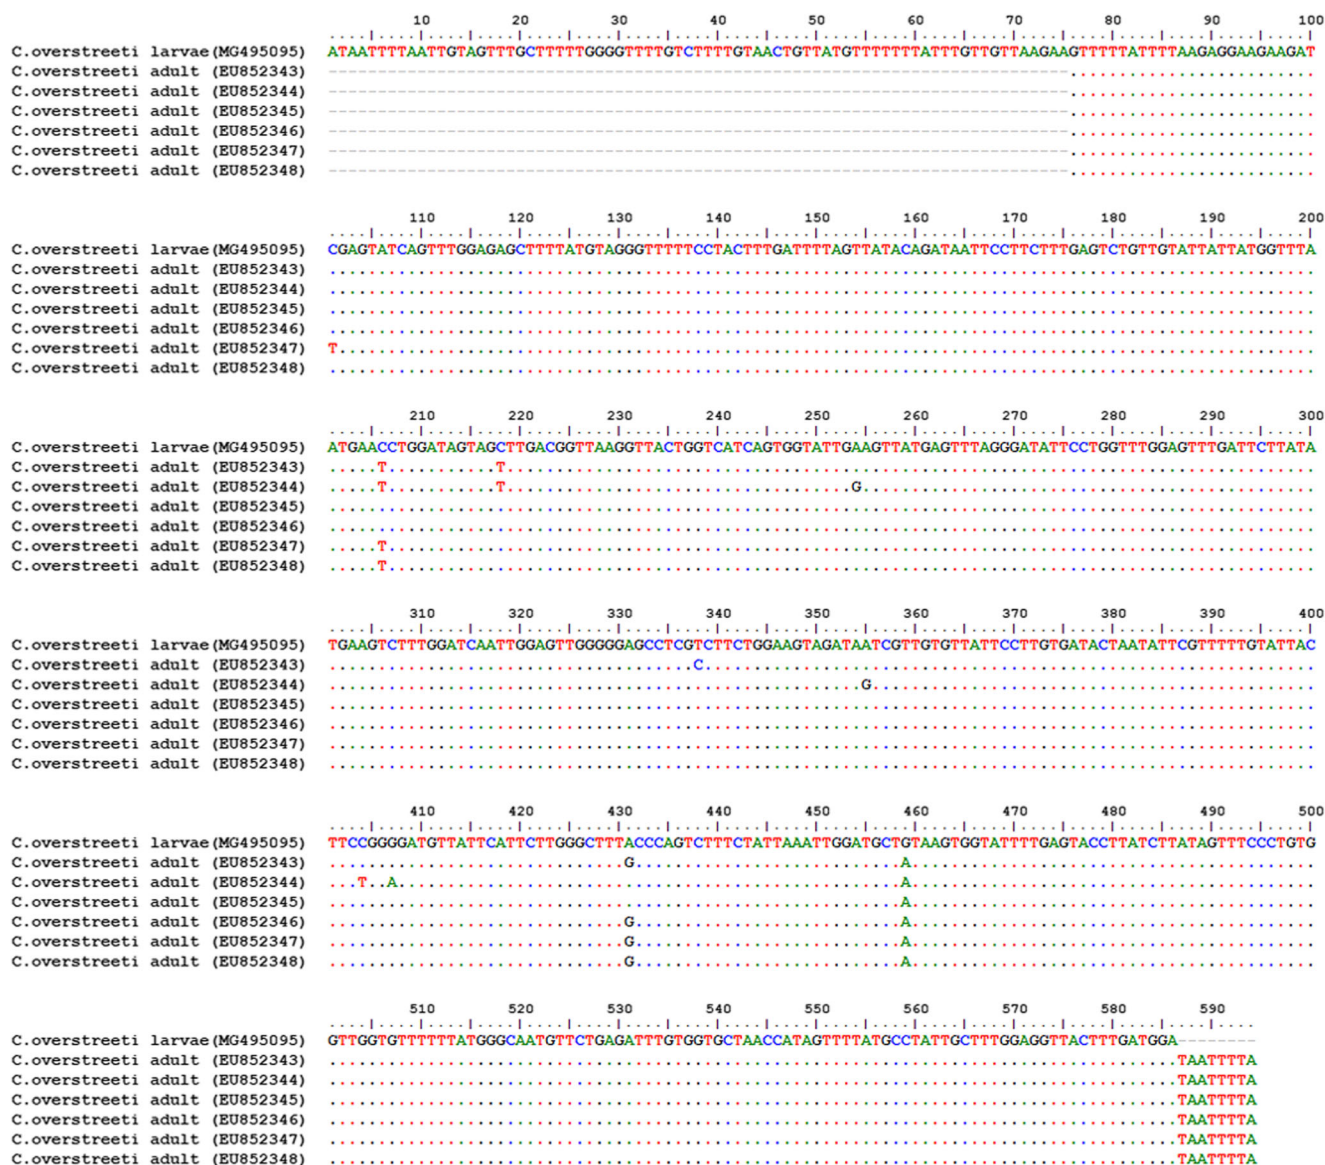 10 20 30 40 50 60 70 80 90 100
C.overstreeti larvae(MG495095) ATAATTTTAATTGTAGTTTGCTTTTTGGGGTTTTGTCTTTTGTAACTGTTATGTTTTTTTATTTGTTGTTAAGAAGTTTTTATTTTAAGAGGAAGAAGAT
C.overstreeti adult (EU852343)
C.overstreeti adult (EU852344)
C.overstreeti adult (EU852345)
C.overstreeti adult (EU852346)
C.overstreeti adult (EU852347)
C.overstreeti adult (EU852348)
110 120 130 140 150 160 170 180 190 200
C.overstreeti larvae(MG495095) CGAGTATCAGTTTGGAGAGCTTTTATGTAGGGTTTTTCCTACTTTGATTTTAGTTATACAGATAATTCCTTCTTTGAGTCTGTTGTATTATTATGGTTTA
C.overstreeti adult (EU852343)
C.overstreeti adult (EU852344)
C.overstreeti adult (EU852345)
C.overstreeti adult (EU852346)
C.overstreeti adult (EU852347) T
C.overstreeti adult (EU852348)
210 220 230 240 250 260 270 280 290 300
C.overstreeti larvae(MG495095) ATGAACCTGGATAGTAGCTTGACGGTTAAGGTTACTGGTCATCAGTGGTATTGAAGTTATGAGTTTAGGGATATTCCTGGTTTGGAGTTTGATTCTTATA
C.overstreeti adult (EU852343) T T
C.overstreeti adult (EU852344) T T G
C.overstreeti adult (EU852345)
C.overstreeti adult (EU852346)
C.overstreeti adult (EU852347) T
C.overstreeti adult (EU852348) T
310 320 330 340 350 360 370 380 390 400
C.overstreeti larvae(MG495095) TGAAGTCTTTGGATCAATTGGAGTTGGGGGAGCCTCGTCTTCTGGAAGTAGATAATCGTTGTGTTATTCCTTGTGATACTAATATTCGTTTTTGTATTAC
C.overstreeti adult (EU852343) C
C.overstreeti adult (EU852344) G
C.overstreeti adult (EU852345)
C.overstreeti adult (EU852346)
C.overstreeti adult (EU852347)
C.overstreeti adult (EU852348)
410 420 430 440 450 460 470 480 490 500
C.overstreeti larvae(MG495095) TTCCGGGGATGTTATTCATTCTTGGGCTTTACCCAGTCTTTCTATTAAATTGGATGCTGTAAGTGGTATTTTGAGTACCTTATCTTATAGTTTCCCTGTG
C.overstreeti adult (EU852343) G A
C.overstreeti adult (EU852344) T A A
C.overstreeti adult (EU852345) A
C.overstreeti adult (EU852346) G A
C.overstreeti adult (EU852347) G A
C.overstreeti adult (EU852348) G A
510 520 530 540 550 560 570 580 590
C.overstreeti larvae(MG495095) GTTGGTGTTTTTTATGGGCAATGTTCTGAGATTTGTGGTGCTAACCATAGTTTTATGCCTATTGCTTTGGAGGTTACTTTGATGGA
C.overstreeti adult (EU852343) TAATTTTA
C.overstreeti adult (EU852344) TAATTTTA
C.overstreeti adult (EU852345) TAATTTTA
C.overstreeti adult (EU852346) TAATTTTA
C.overstreeti adult (EU852347) TAATTTTA
C.overstreeti adult (EU852348) TAATTTTA